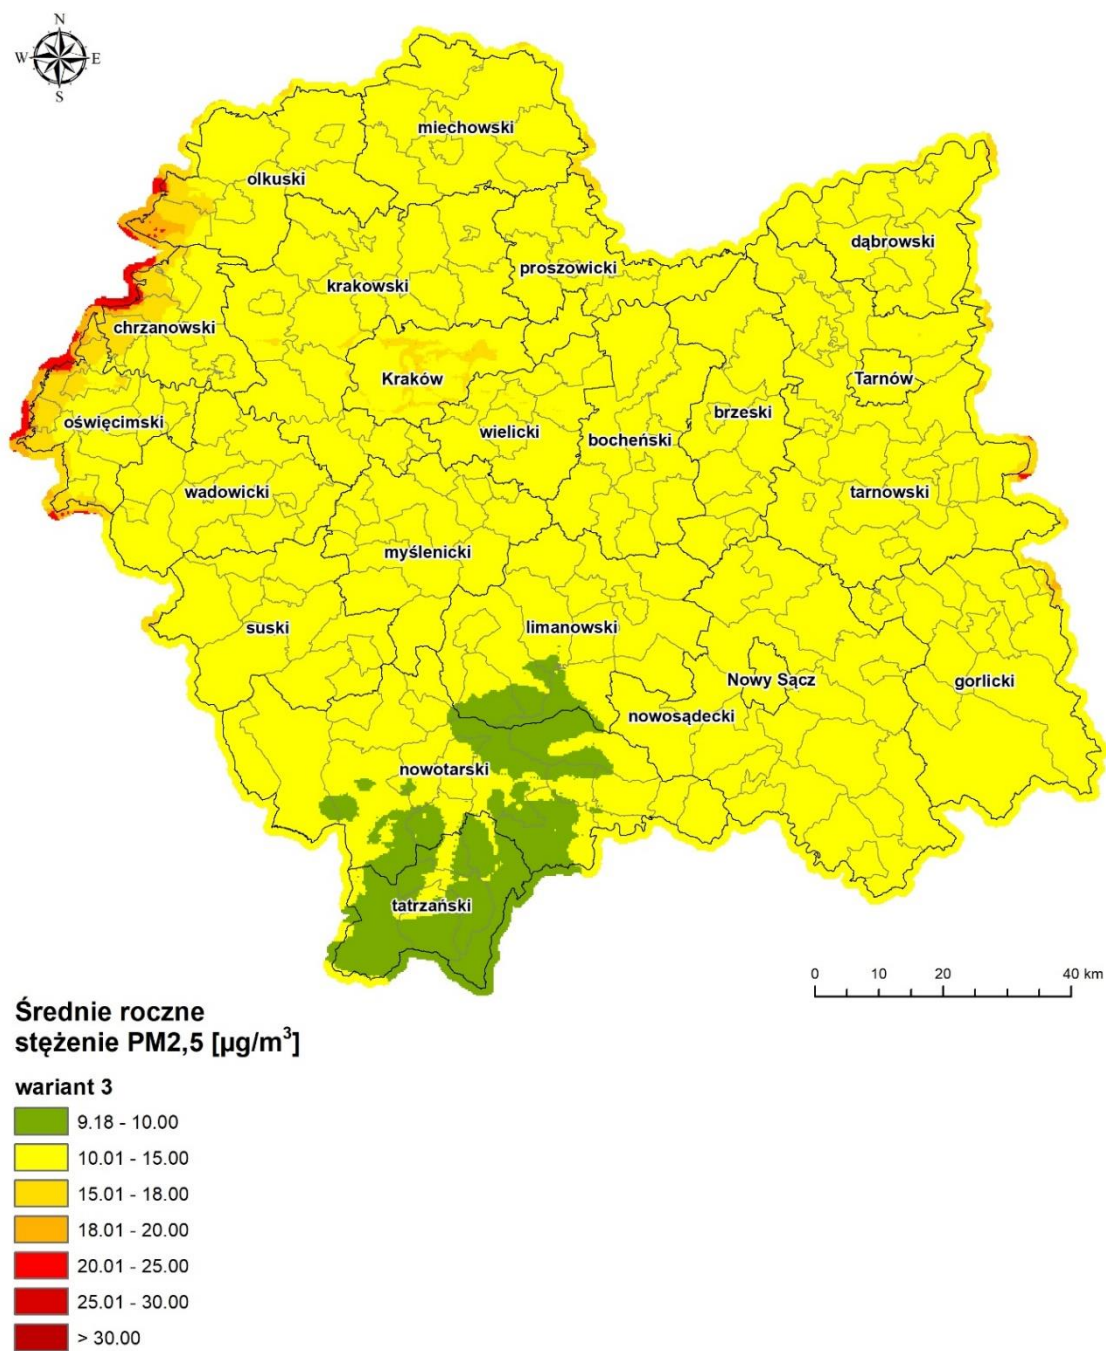 N
W E
S
miechowski
olkuski
dąbrowski
proszowicki
krakowski
chrzanowski
Kraków
Tarnów
brzeski
oświęcimski
wielicki
bocheński
wadowicki
tarnowski
myślenicki
suski
limanowski
Nowy Sącz
gorlicki
nowosądecki
nowotarski
tatrzański
0 10 20 40 km
Średnie roczne
stężenie PM2,5 [µg/m³]
wariant 3
9.18 - 10.00
10.01 - 15.00
15.01 - 18.00
18.01 - 20.00
20.01 - 25.00
25.01 - 30.00
> 30.00